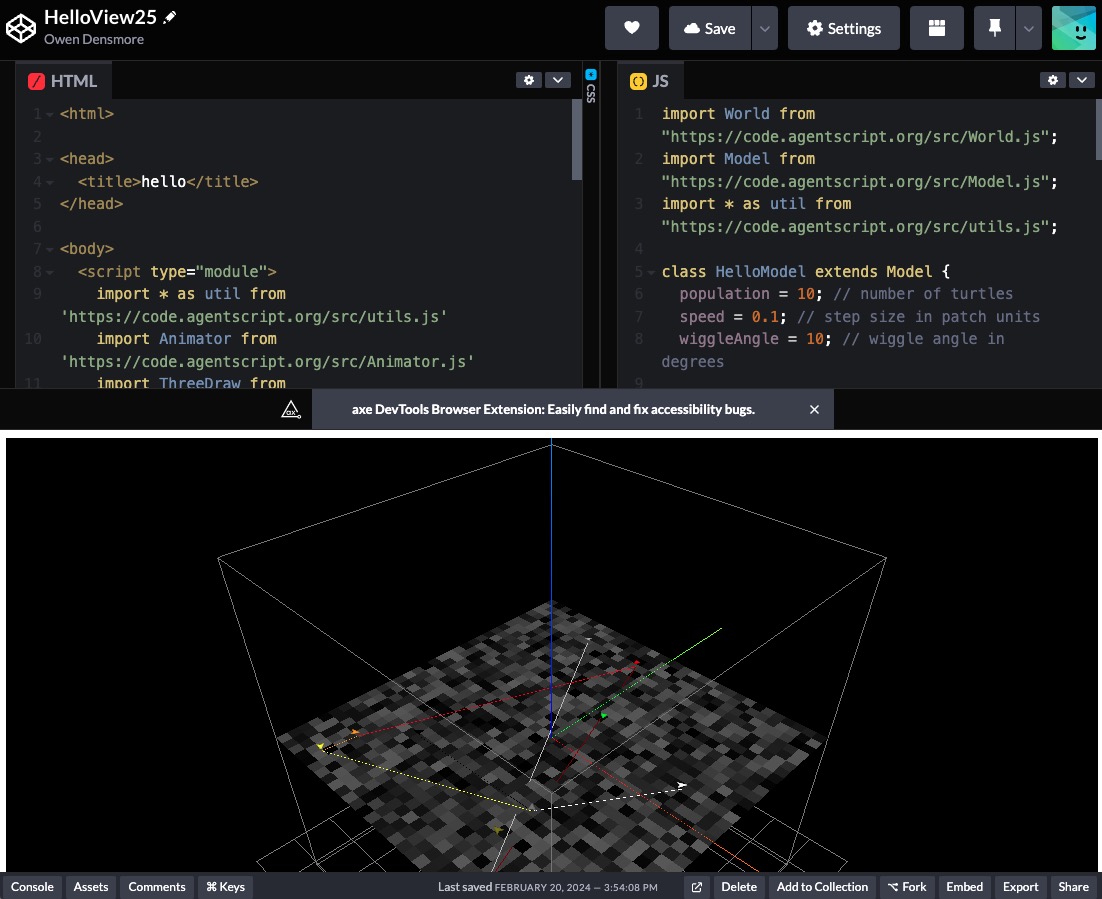 HelloView25
Owen Densmore
Save
Settings
HTML
1 <html>
2
3 <head>
4 <title>hello</title>
5 </head>
6
7 <body>
8 <script type="module">
9 import * as util from
'https://code.agentscript.org/src/utils.js'
10 import Animator from
'https://code.agentscript.org/src/Animator.js'
11 import ThreeDraw from
CSS
JS
1 import World from
"https://code.agentscript.org/src/World.js";
2 import Model from
"https://code.agentscript.org/src/Model.js";
3 import * as util from
"https://code.agentscript.org/src/utils.js";
4
5 class HelloModel extends Model {
6 population = 10; // number of turtles
7 speed = 0.1; // step size in patch units
8 wiggleAngle = 10; // wiggle angle in
degrees
9
ax
axe DevTools Browser Extension: Easily find and fix accessibility bugs.
Console
Assets
Comments
⌘ Keys
Last saved FEBRUARY 20, 2024 — 3:54:08 PM
Delete
Add to Collection
Fork
Embed
Export
Share